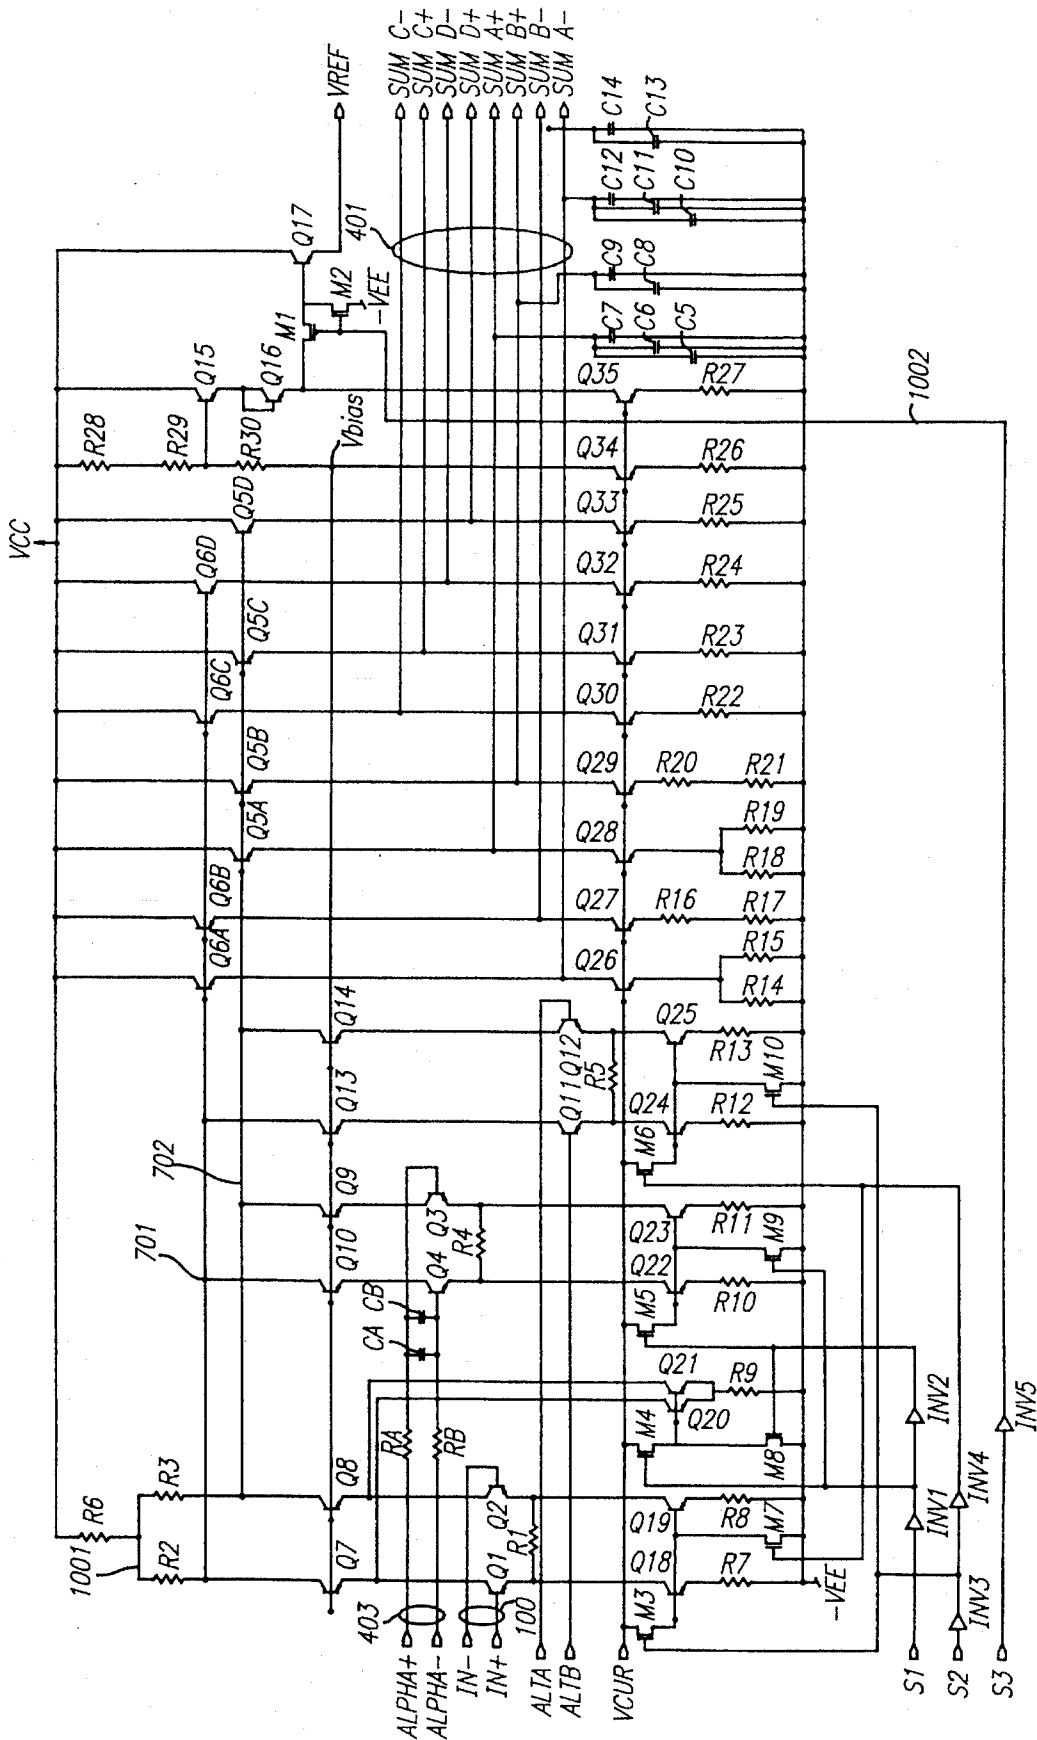 VCC
R6
1001
R2
R3
701
702
Q7
Q8
Q10
Q9
Q13
Q14
Q6A
Q6B
Q5A
Q5B
Q6C
Q5C
Q6D
Q5D
R28
R29
R30
Q15
Q16
Q17
M1
M2
-VEE
Vbias
VREF
401
SUM C-
SUM C+
SUM D-
SUM D+
SUM A+
SUM B+
SUM B-
SUM A-
403
100
ALPHA+
ALPHA-
IN-
IN+
ALTA
ALTB
VCUR
RA
RB
CA
CB
Q1
Q2
R1
Q4
Q3
R4
Q11
Q12
R5
M3
Q18
Q19
M4
Q20
Q21
M5
Q22
Q23
M6
Q24
Q25
Q26
Q27
Q28
Q29
Q30
Q31
Q32
Q33
Q34
Q35
R7
R8
M7
M8
R9
R10
R11
M9
R12
R13
M10
R14
R15
R16
R17
R18
R19
R20
R21
R22
R23
R24
R25
R26
R27
C7
C6
C5
C9
C8
C12
C11
C10
C14
C13
-VEE
1002
S1
S2
S3
INV3
INV1
INV4
INV2
INV5